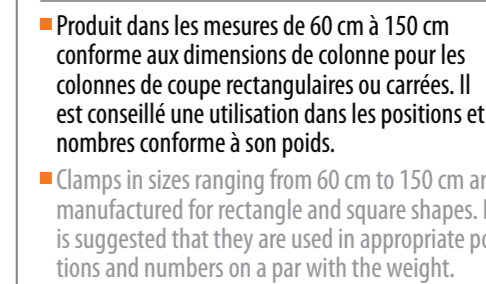 Produit dans les mesures de 60 cm à 150 cm
conforme aux dimensions de colonne pour les
colonnes de coupe rectangulaires ou carrées. Il
est conseillé une utilisation dans les positions et
nombres conforme à son poids.
Clamps in sizes ranging from 60 cm to 150 cm
manufactured for rectangle and square shapes.
is suggested that they are used in appropriate
tions and numbers on a par with the weight.